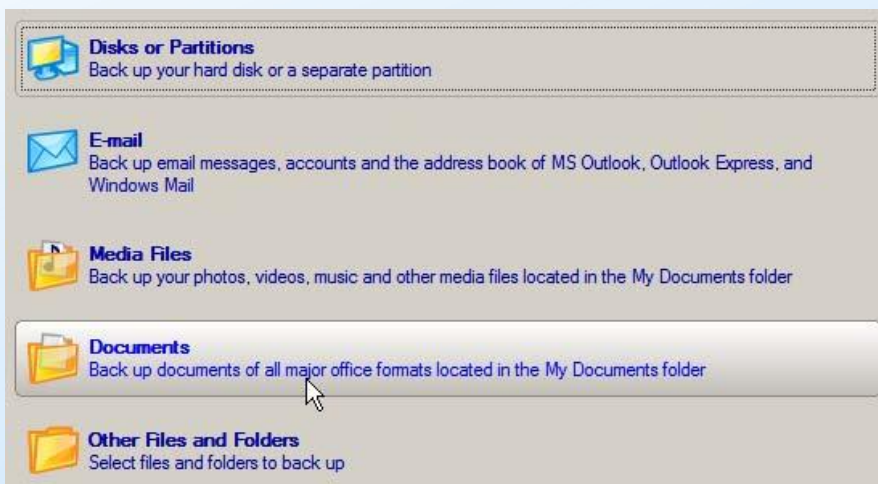 Disks or Partitions
Back up your hard disk or a separate partition
E-mail
Back up email messages, accounts and the address book of MS Outlook, Outlook Express, and
Windows Mail
Media Files
Back up your photos, videos, music and other media files located in the My Documents folder
Documents
Back up documents of all major office formats located in the My Documents folder
Other Files and Folders
Select files and folders to back up